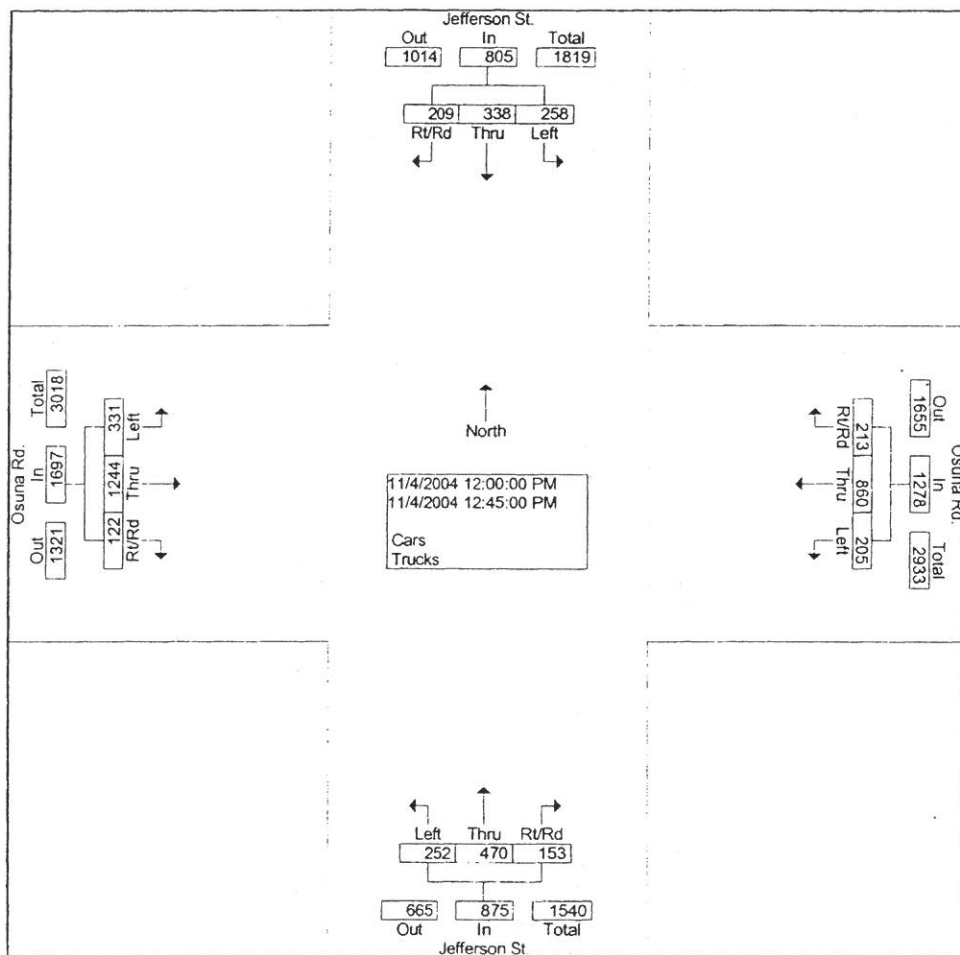 Jefferson St.
Out In Total
1014 805 1819
209 338 258
Rt/Rd Thru Left
Osuna Rd.
Total In Out
3018 1697 1321
331 1244 122
Left Thru Rt/Rd
North
11/4/2004 12:00:00 PM
11/4/2004 12:45:00 PM
Cars
Trucks
Rt/Rd Thru Left
213 860 205
Out In Total
1655 1278 2933
Osuna Rd.
Left Thru Rt/Rd
252 470 153
665 875 1540
Out In Total
Jefferson St.